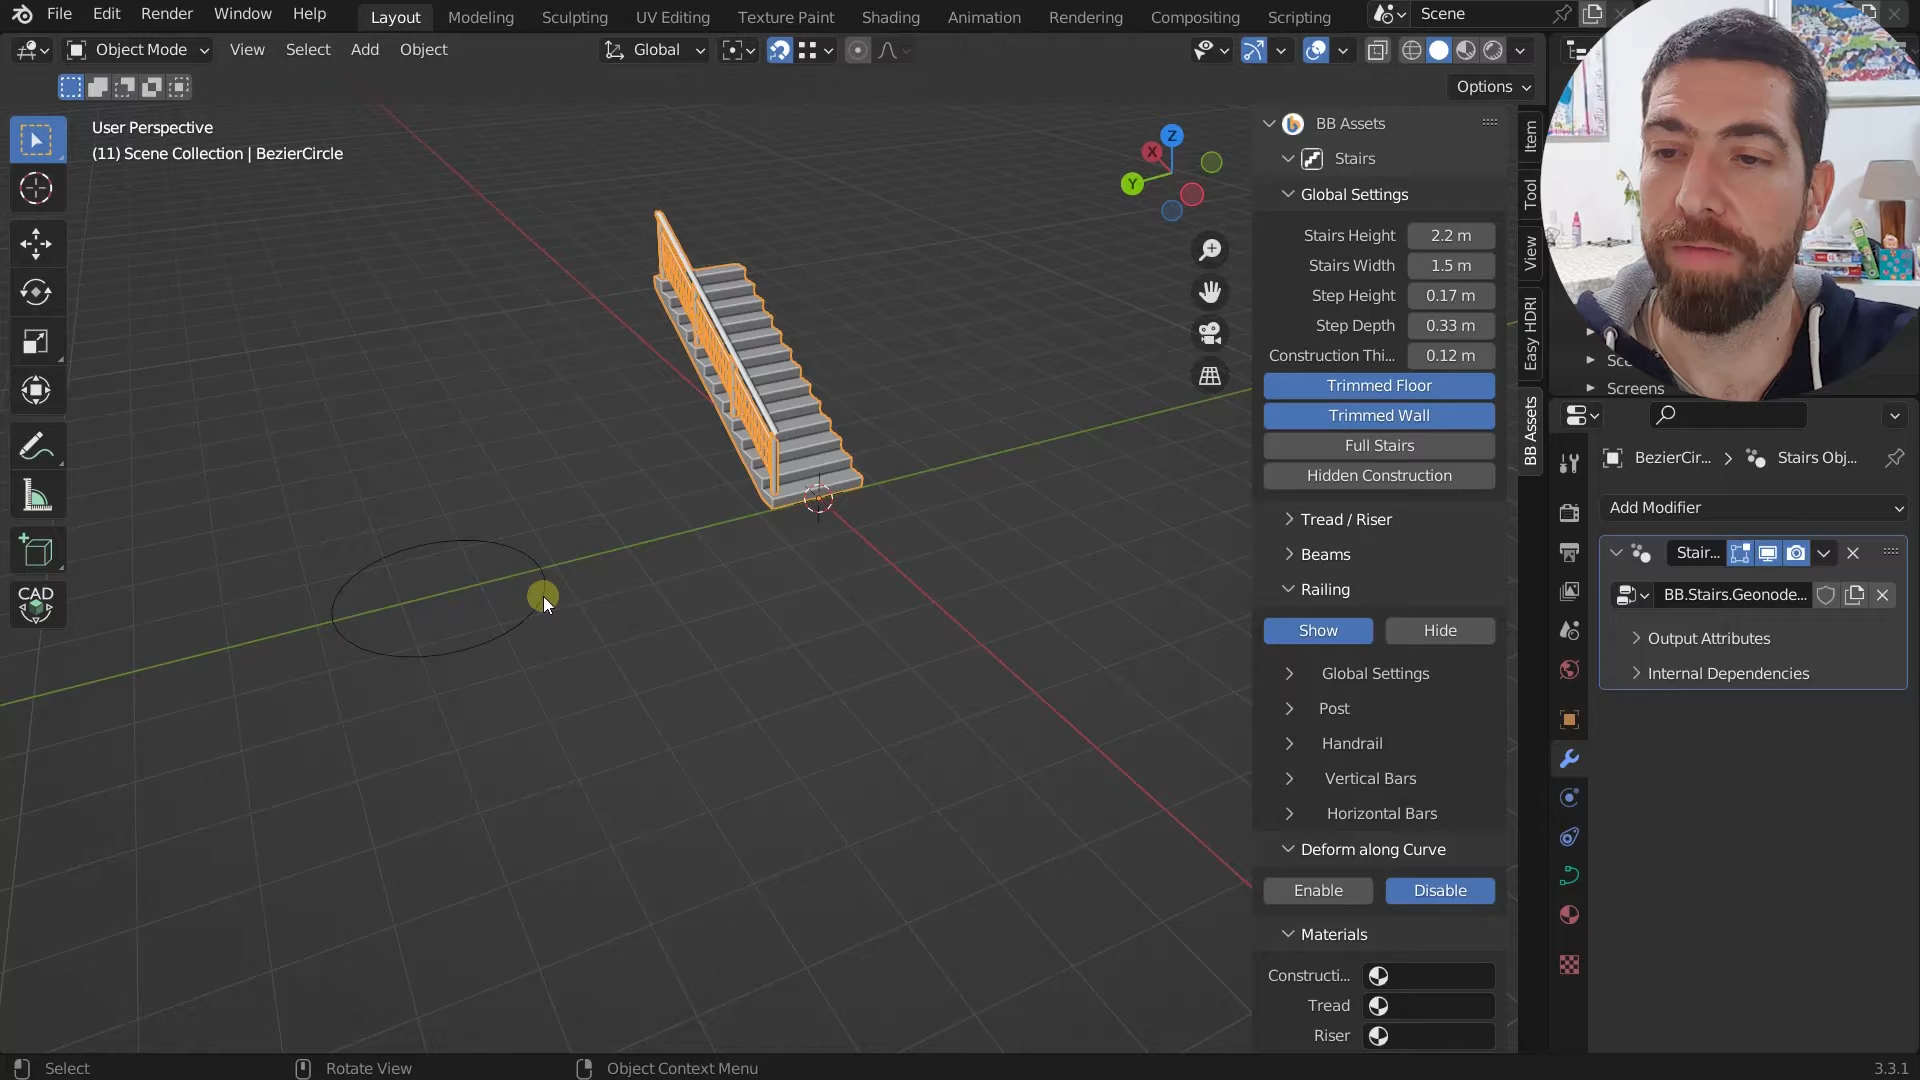 File Edit Render Window Help Layout Modeling Sculpting UV Editing Texture Paint Shading Animation Rendering Compositing Scripting Scene
Object Mode View Select Add Object Global
Options
User Perspective
(11) Scene Collection | BezierCircle
Z
X
Y
CAD
BB Assets
Stairs
Global Settings
Stairs Height 2.2 m
Stairs Width 1.5 m
Step Height 0.17 m
Step Depth 0.33 m
Construction Thi... 0.12 m
Trimmed Floor
Trimmed Wall
Full Stairs
Hidden Construction
Tread / Riser
Beams
Railing
Show Hide
Global Settings
Post
Handrail
Vertical Bars
Horizontal Bars
Deform along Curve
Enable Disable
Materials
Constructi...
Tread
Riser
Item
Tool
View
Easy HDRI
BB Assets
Screens
BezierCir... Stairs Obj...
Add Modifier
Stair...
BB.Stairs.Geonode...
Output Attributes
Internal Dependencies
Select Rotate View Object Context Menu 3.3.1